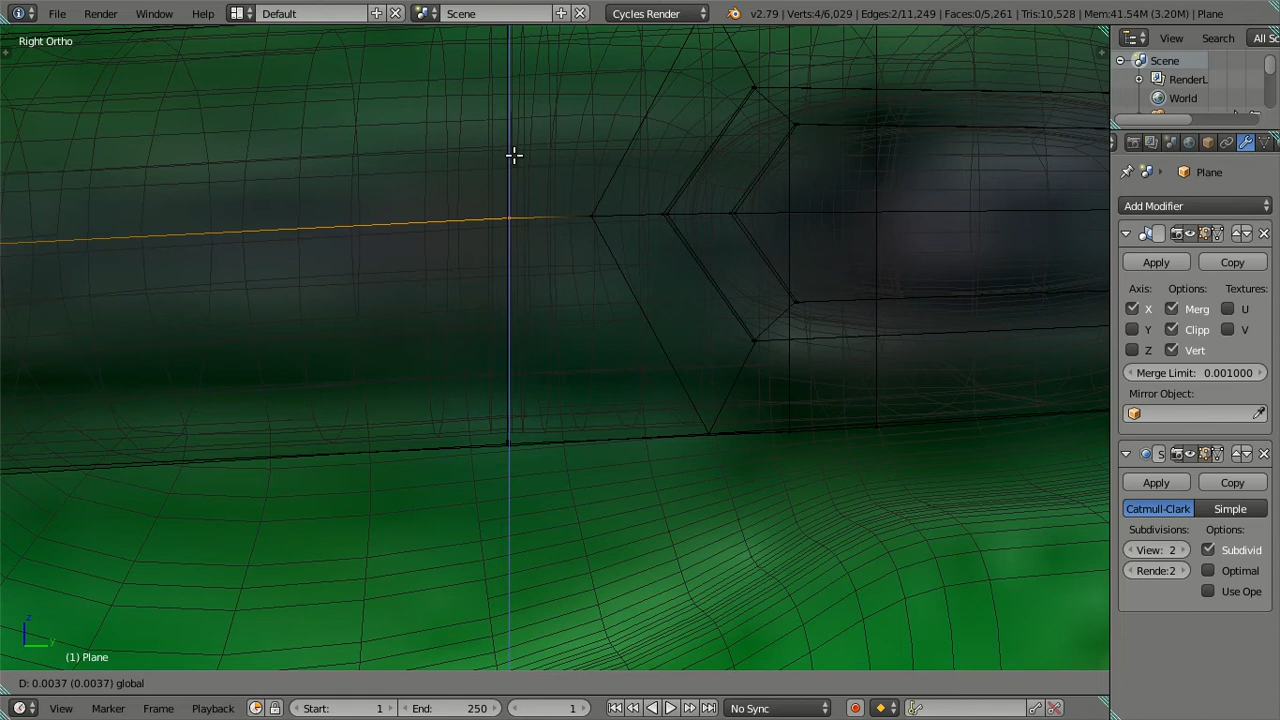 File Render Window Help Default Scene Cycles Render v2.79 | Verts:4/6,029 | Edges:2/11,249 | Faces:0/5,261 | Tris:10,528 | Mem:41.54M (3.20M) | Plane
Right Ortho
View Search All Sc
Scene
RenderL
World
Plane
Add Modifier
Apply Copy
Axis: Options: Textures:
X Merg U
Y Clipp V
Z Vert
Merge Limit: 0.001000
Mirror Object:
S
Apply Copy
Catmull-Clark Simple
Subdivisions: Options:
View: 2 Subdivid
Rende:2 Optimal
Use Ope
z
y
(1) Plane
D: 0.0037 (0.0037) global
View Marker Frame Playback Start: 1 End: 250 1 No Sync